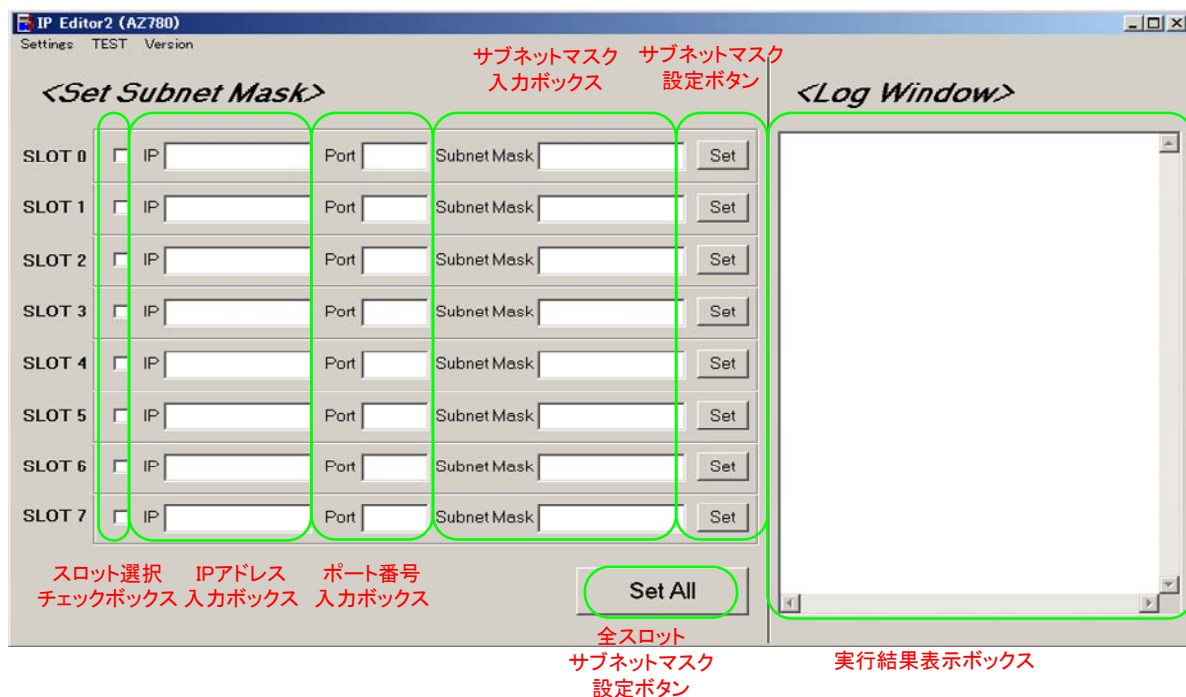 IP Editor2 (AZ780)
Settings TEST Version
サブネットマスク
入力ボックス
サブネットマスク
設定ボタン
<Set Subnet Mask>
<Log Window>
SLOT 0 IP Port Subnet Mask Set
SLOT 1 IP Port Subnet Mask Set
SLOT 2 IP Port Subnet Mask Set
SLOT 3 IP Port Subnet Mask Set
SLOT 4 IP Port Subnet Mask Set
SLOT 5 IP Port Subnet Mask Set
SLOT 6 IP Port Subnet Mask Set
SLOT 7 IP Port Subnet Mask Set
スロット選択
チェックボックス
IPアドレス
入力ボックス
ポート番号
入力ボックス
Set All
全スロット
サブネットマスク
設定ボタン
実行結果表示ボックス